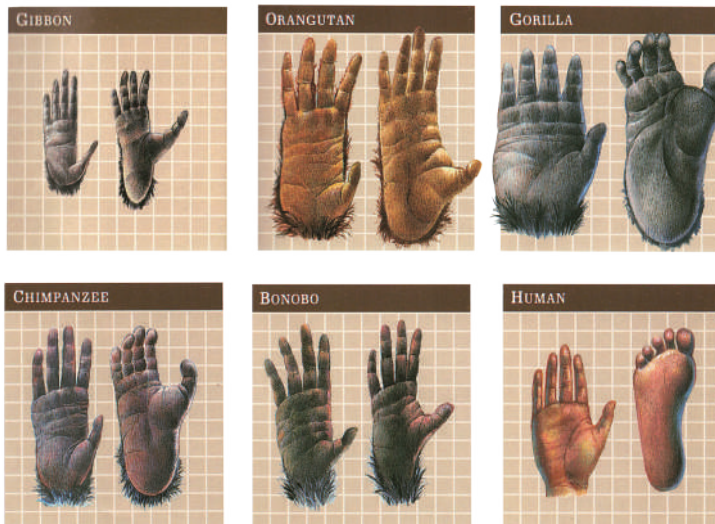 GIBBON
ORANGUTAN
GORILLA
CHIMPANZEE
BONOBO
HUMAN